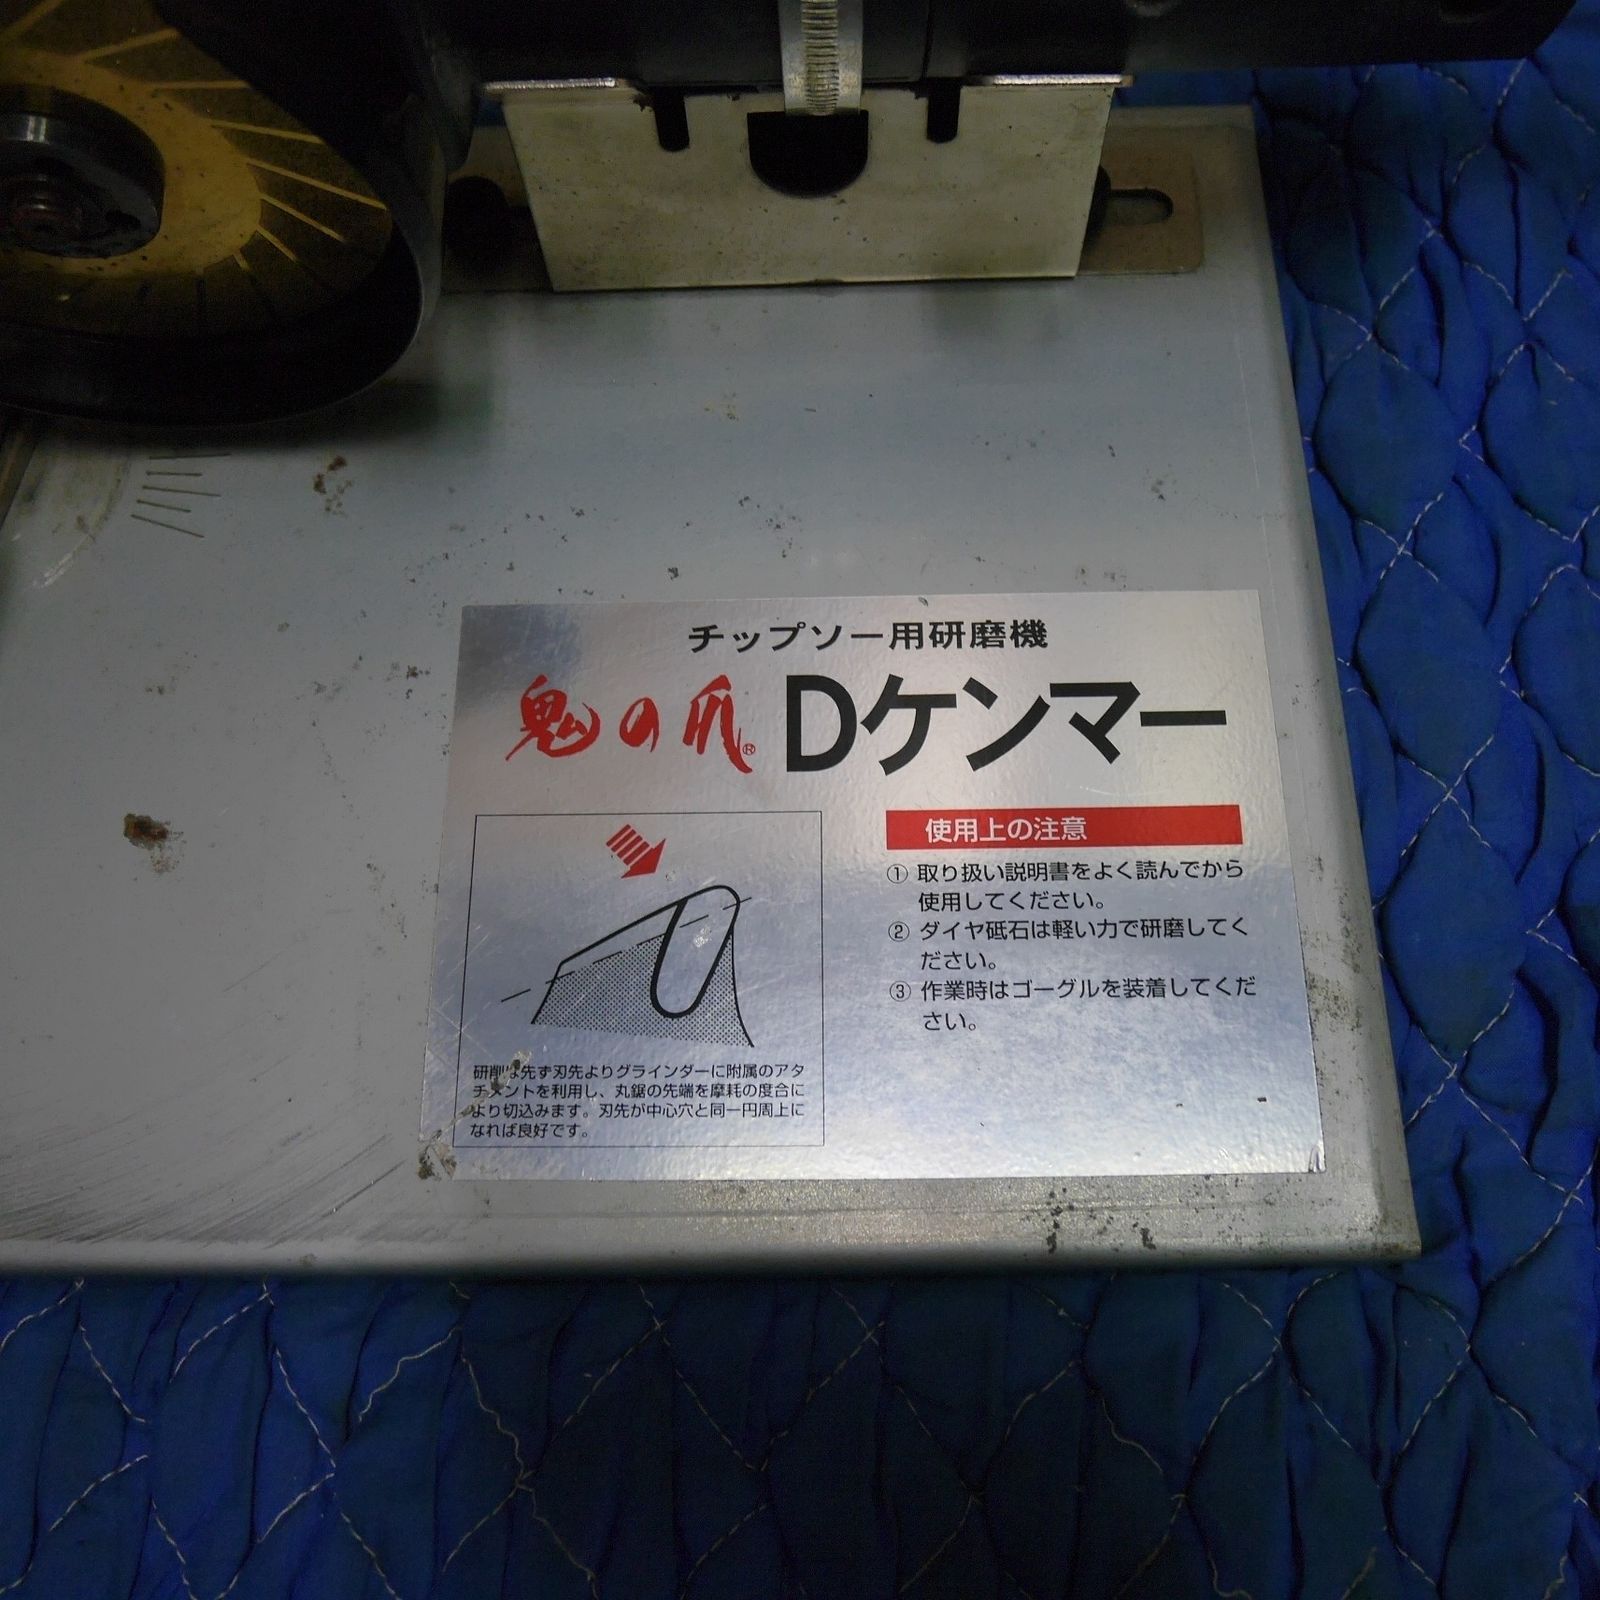 チップソー用研磨機
鬼の爪® Dケンマー
使用上の注意
① 取り扱い説明書をよく読んでから
使用してください。
② ダイヤ砥石は軽い力で研磨してく
ださい。
③ 作業時はゴーグルを装着してくだ
さい。
研削は先ず刃先よりグラインダーに附属のアタ
チメントを利用し、丸鋸の先端を摩耗の度合に
より切込みます。刃先が中心穴と同一円周上に
なれば良好です。